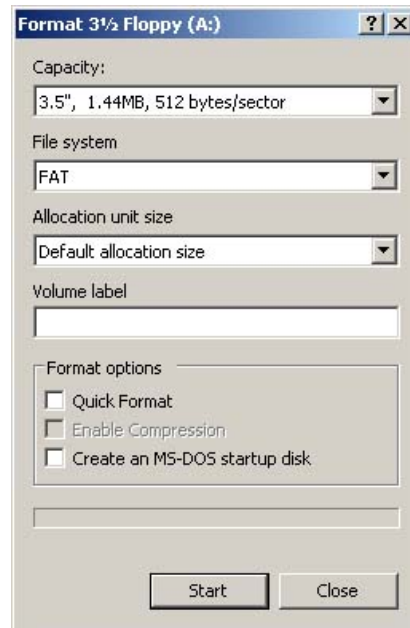 Format 3½ Floppy (A:)
Capacity:
3.5", 1.44MB, 512 bytes/sector
File system
FAT
Allocation unit size
Default allocation size
Volume label
Format options
Quick Format
Enable Compression
Create an MS-DOS startup disk
Start Close